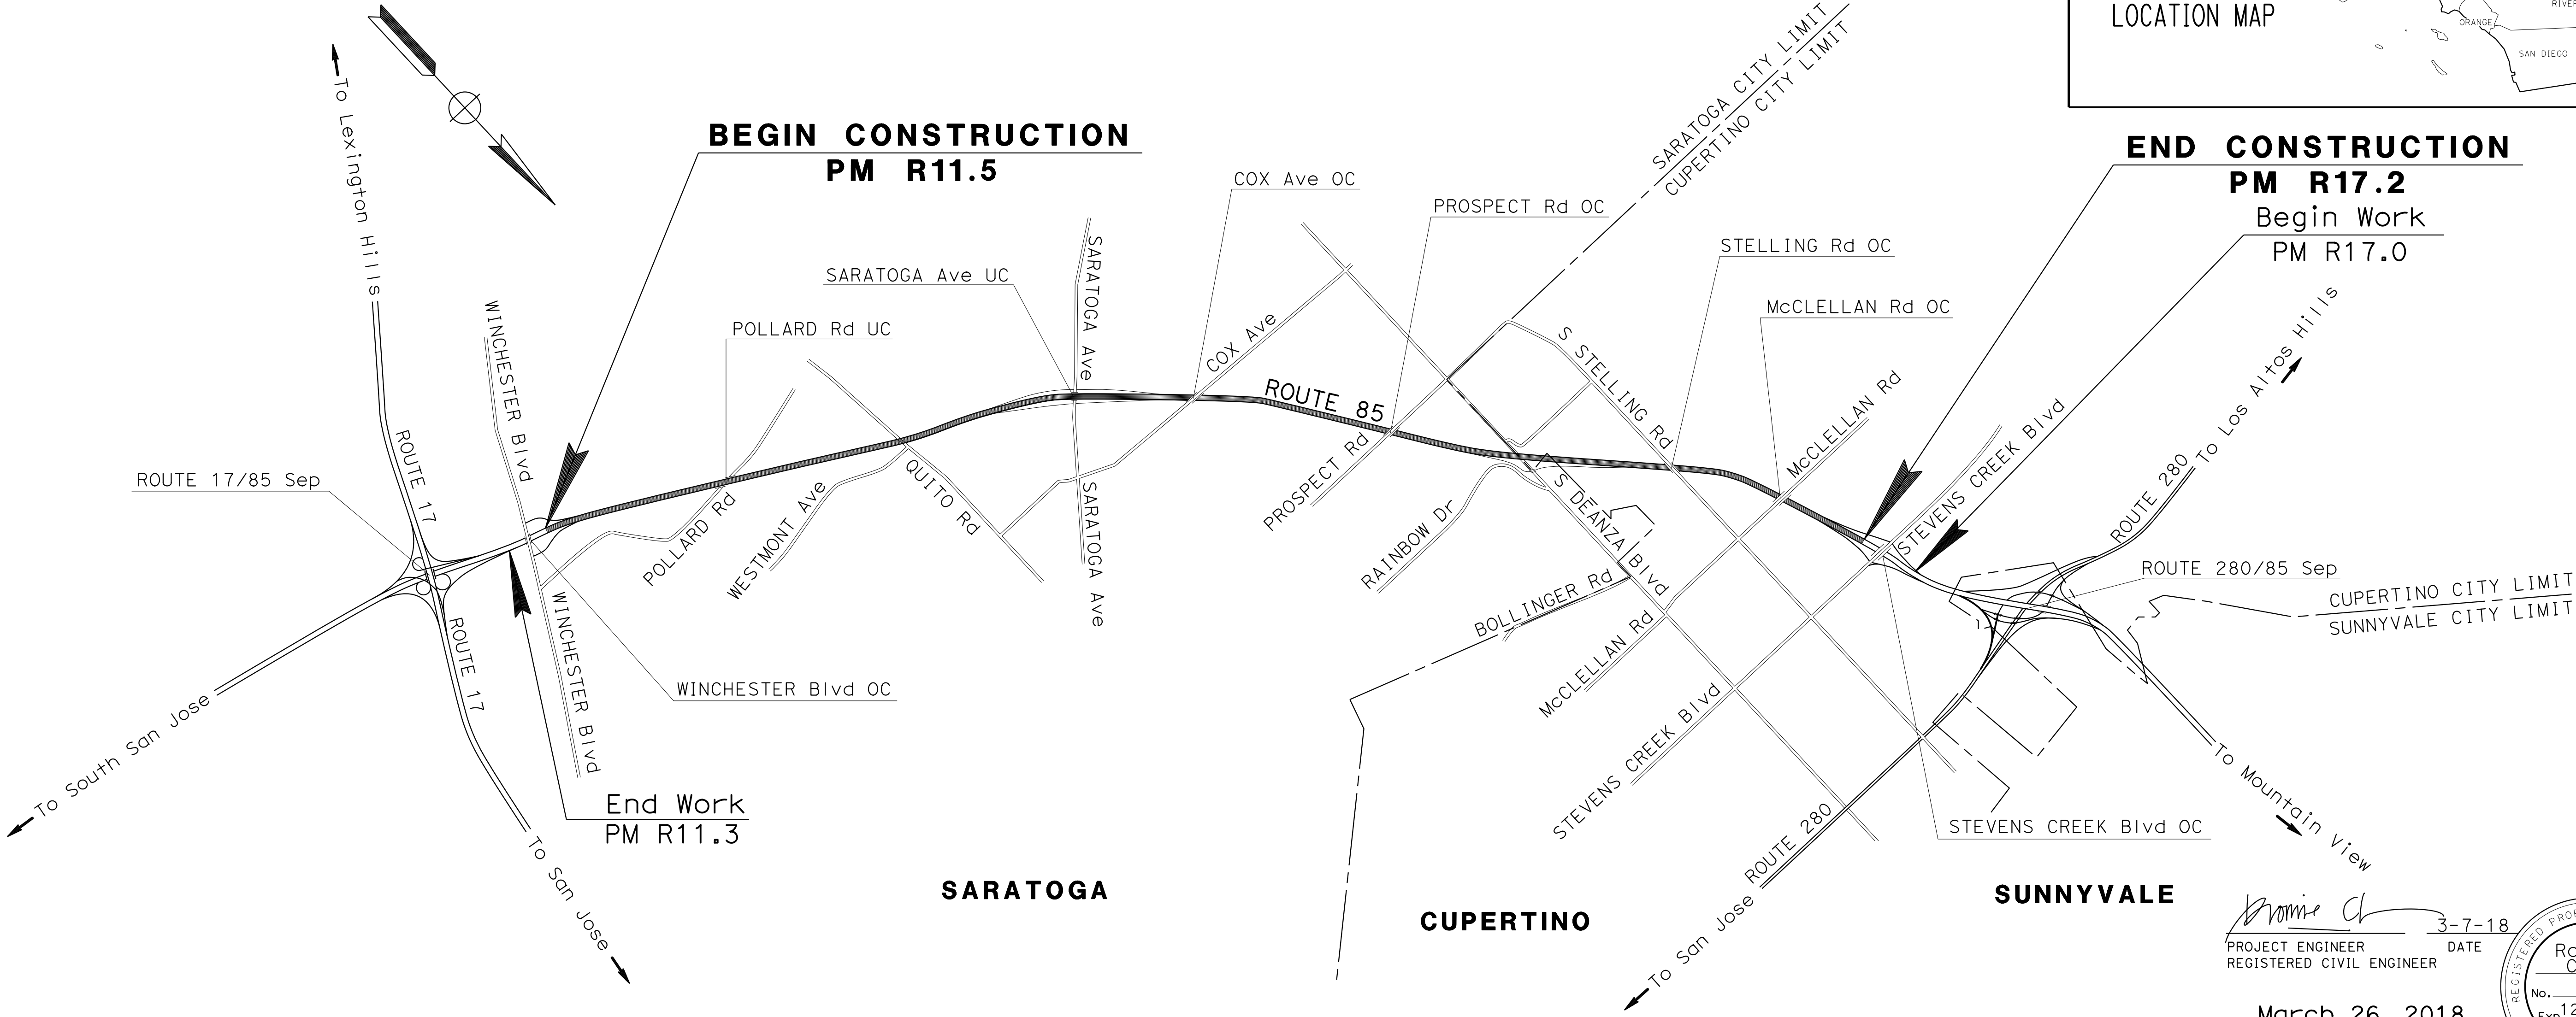 LOCATION MAP
ORANGE
SAN DIEGO
To Lexington Hills
BEGIN CONSTRUCTION
PM R11.5
END CONSTRUCTION
PM R17.2
Begin Work
PM R17.0
SARATOGA CITY LIMIT
CUPERTINO CITY LIMIT
COX Ave OC
PROSPECT Rd OC
STELLING Rd OC
McCLELLAN Rd OC
SARATOGA Ave UC
POLLARD Rd UC
SARATOGA Ave
WINCHESTER Blvd
COX Ave
ROUTE 85
S STELLING Rd
McCLELLAN Rd
STEVENS CREEK Blvd
To Los Altos Hills
ROUTE 280
ROUTE 17
ROUTE 17/85 Sep
POLLARD Rd
WESTMONT Ave
QUITO Rd
SARATOGA Ave
PROSPECT Rd
RAINBOW Dr
S DEANZA Blvd
BOLLINGER Rd
McCLELLAN Rd
STEVENS CREEK Blvd
ROUTE 280/85 Sep
CUPERTINO CITY LIMIT
SUNNYVALE CITY LIMIT
ROUTE 17
WINCHESTER Blvd
WINCHESTER Blvd OC
To South San Jose
End Work
PM R11.3
To San Jose
ROUTE 280
To San Jose
STEVENS CREEK Blvd OC
To Mountain View
SARATOGA
CUPERTINO
SUNNYVALE
3-7-18
PROJECT ENGINEER DATE
REGISTERED CIVIL ENGINEER
REGISTERED
No.
March 26, 2018